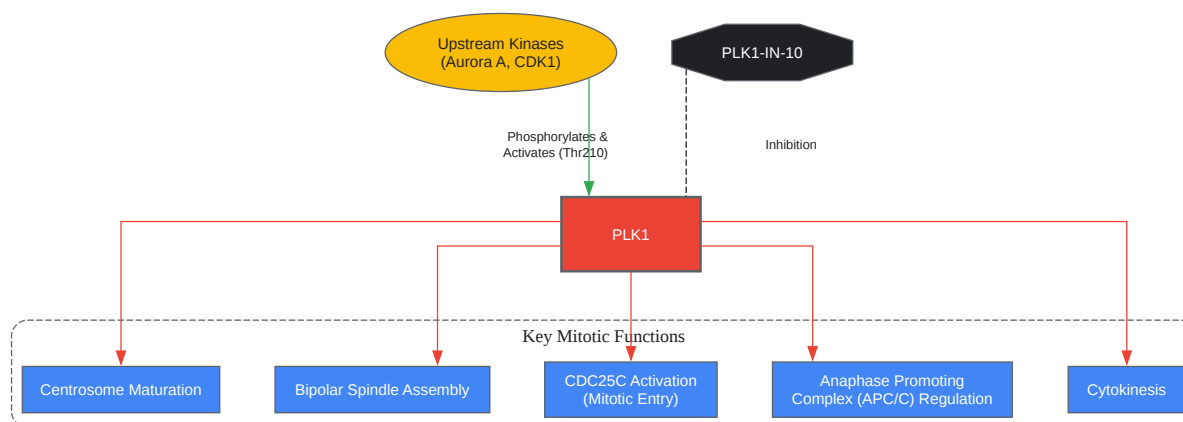 Upstream Kinases
(Aurora A, CDK1)
PLK1-IN-10
Phosphorylates &
Activates (Thr210)
Inhibition
PLK1
Key Mitotic Functions
Centrosome Maturation
Bipolar Spindle Assembly
CDC25C Activation
(Mitotic Entry)
Anaphase Promoting
Complex (APC/C) Regulation
Cytokinesis